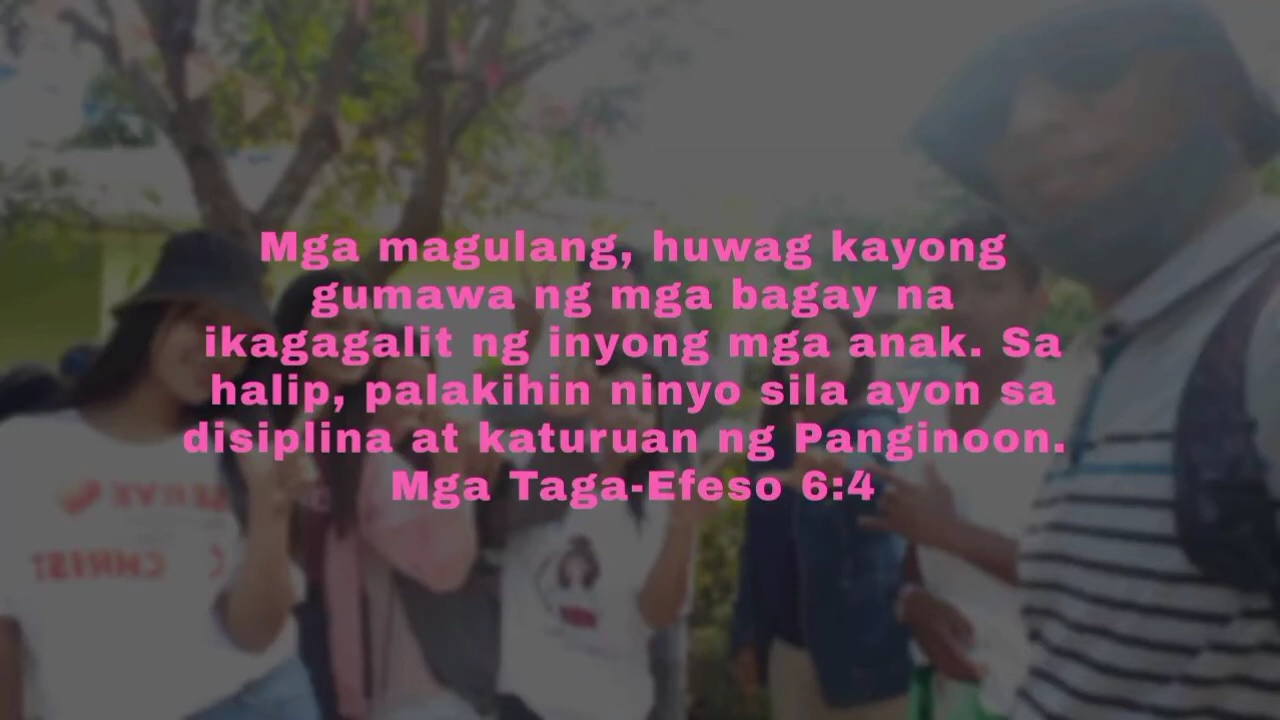 Mga magulang, huwag kayong
gumawa ng mga bagay na
ikagagalit ng inyong mga anak. Sa
halip, palakihin ninyo sila ayon sa
disiplina at katuruan ng Panginoon.
Mga Taga-Efeso 6:4
CHRIST